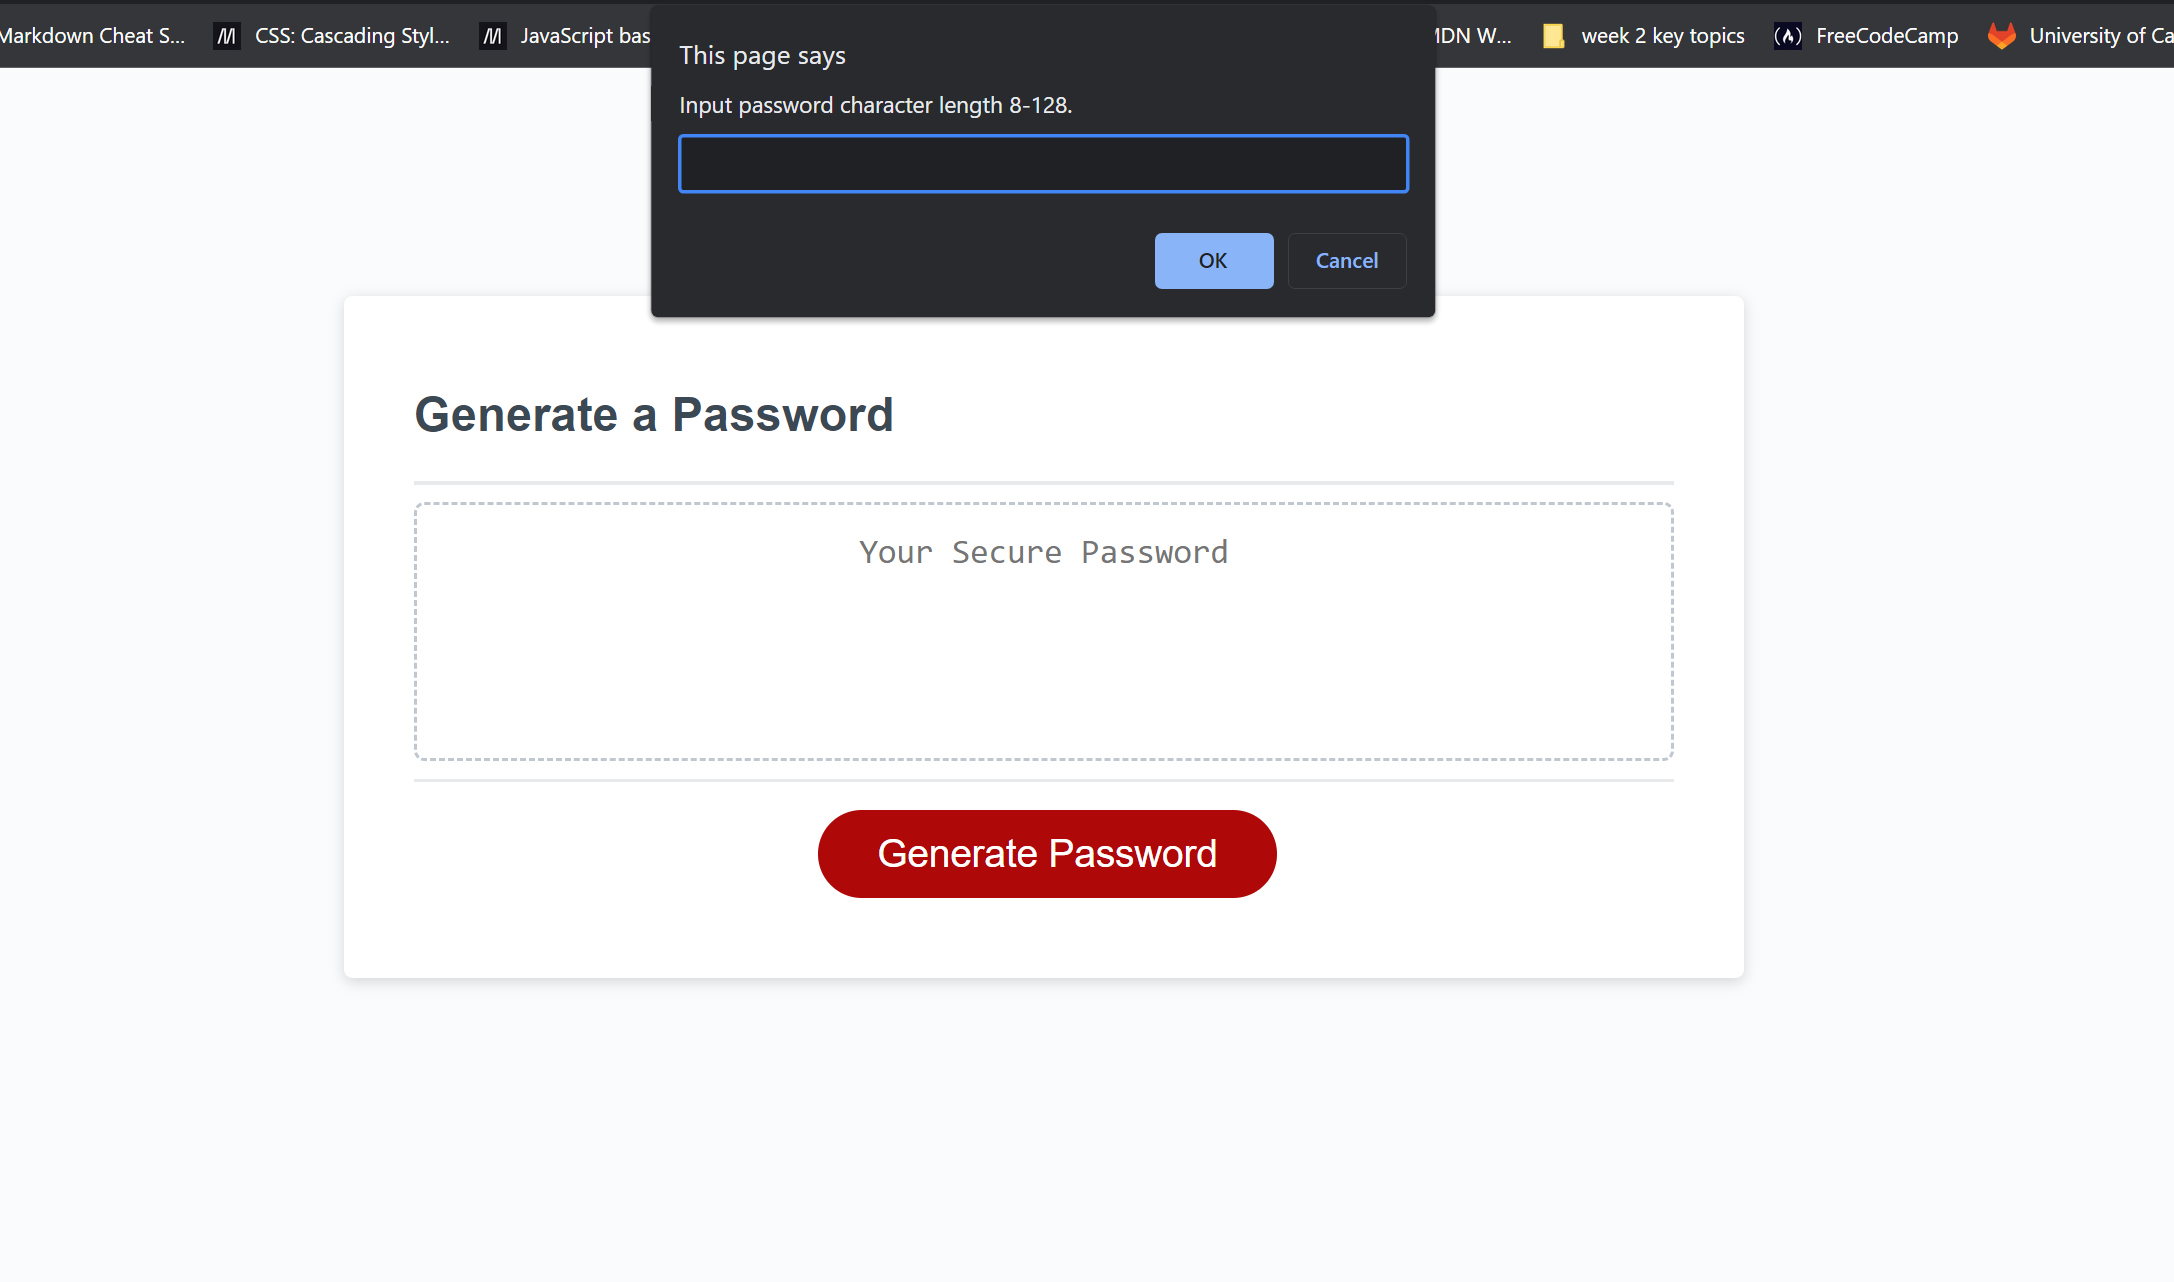 Markdown Cheat S... CSS: Cascading Styl... JavaScript bas MDN W... week 2 key topics FreeCodeCamp University of Ca
This page says
Input password character length 8-128.
OK Cancel
Generate a Password
Your Secure Password
Generate Password